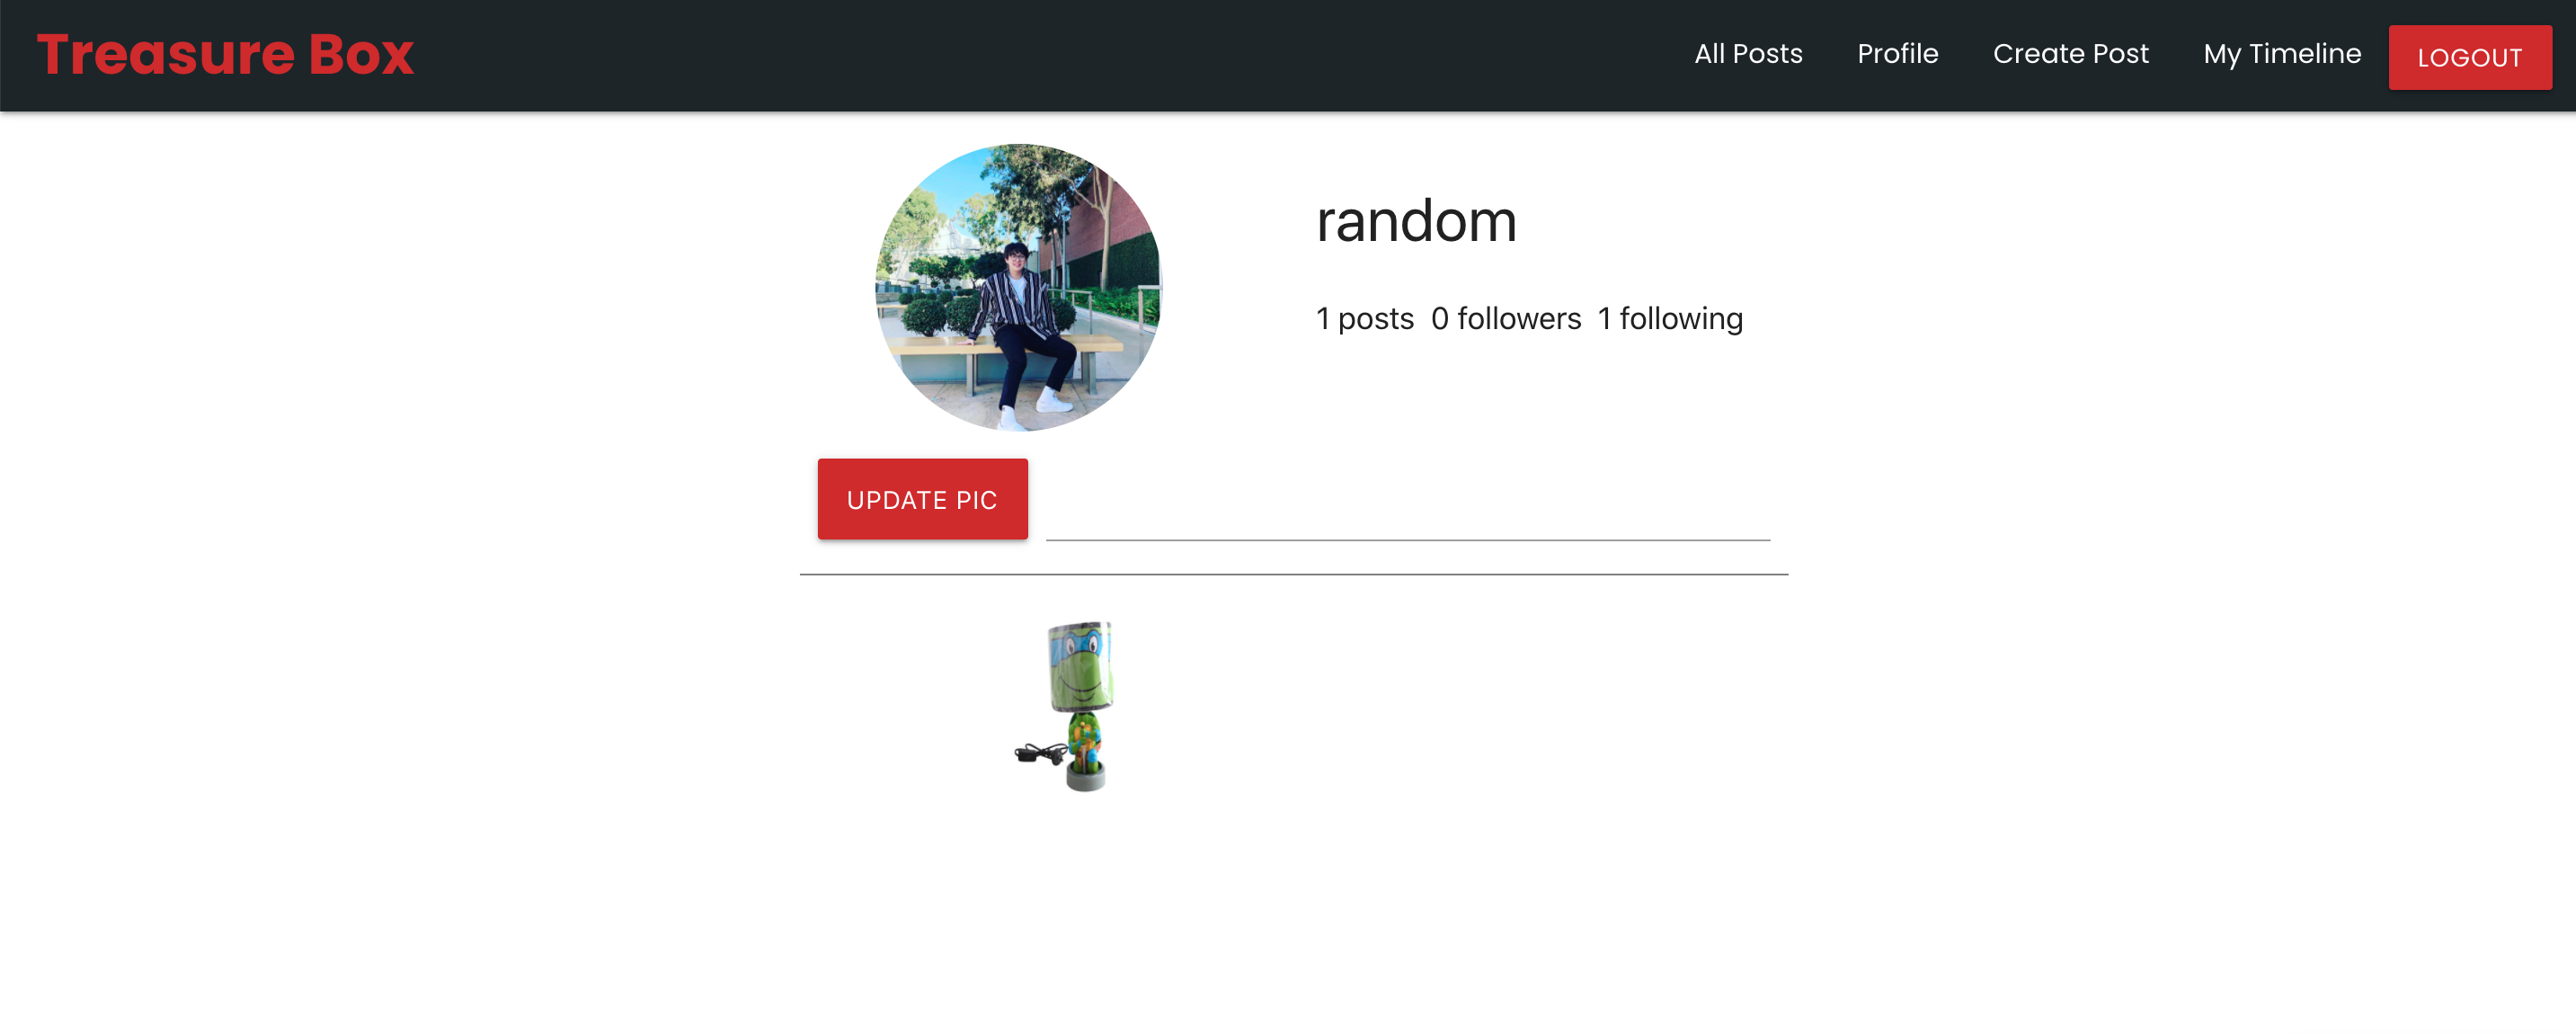 Treasure Box All Posts Profile Create Post My Timeline LOGOUT
random
1 posts 0 followers 1 following
UPDATE PIC